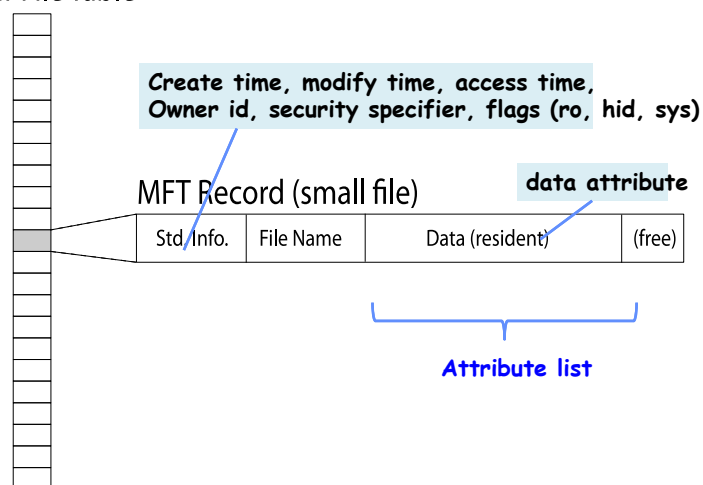 Create time, modify time, access time,
Owner id, security specifier, flags (ro, hid, sys)
MFT Record (small file)
data attribute
Std. Info.
File Name
Data (resident)
(free)
Attribute list